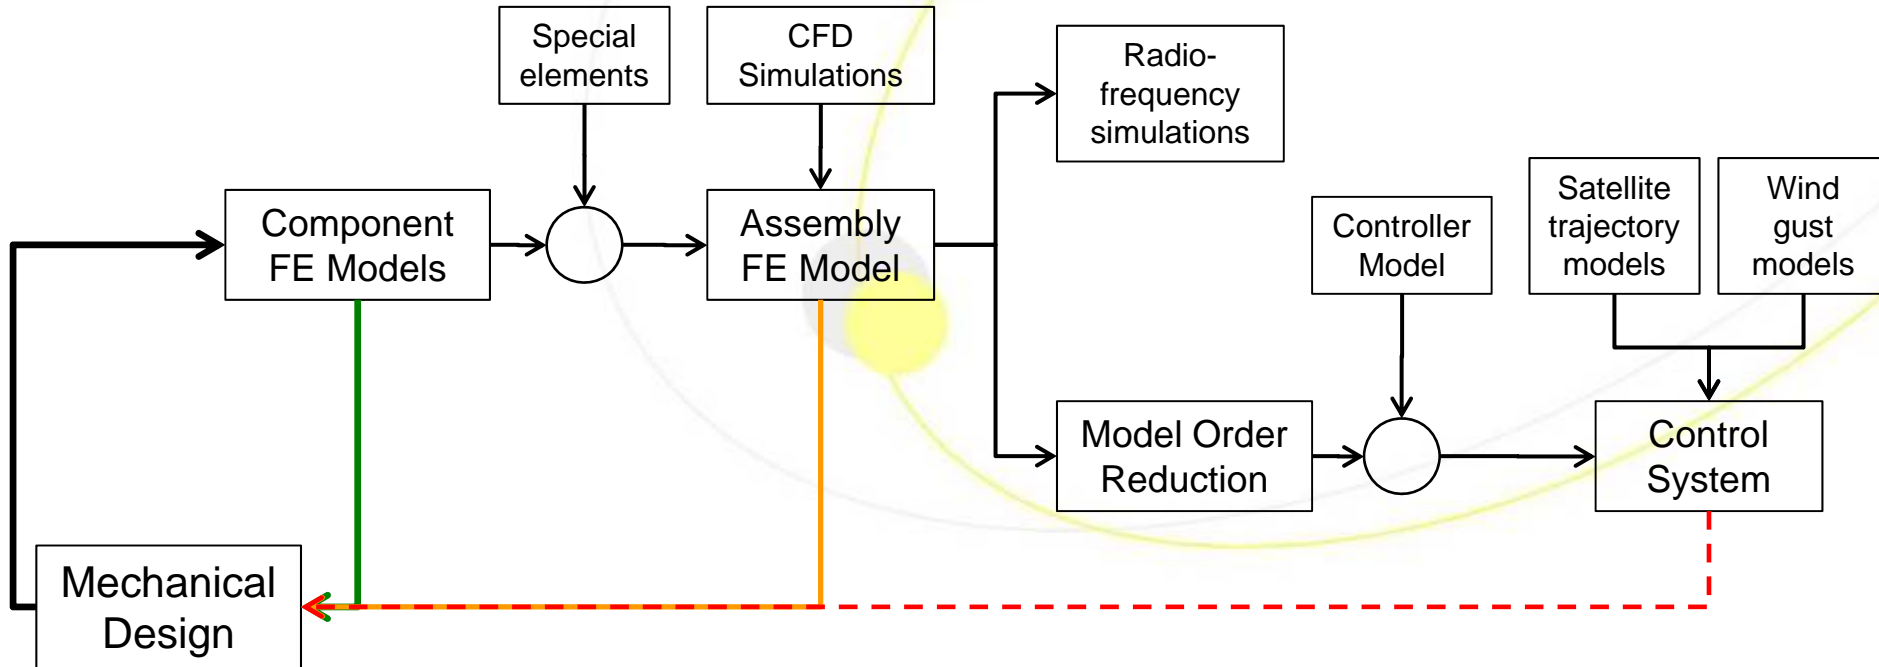 Special
elements
CFD
Simulations
Radio-
frequency
simulations
Component
FE Models
Assembly
FE Model
Controller
Model
Satellite
trajectory
models
Wind
gust
models
Model Order
Reduction
Control
System
Mechanical
Design